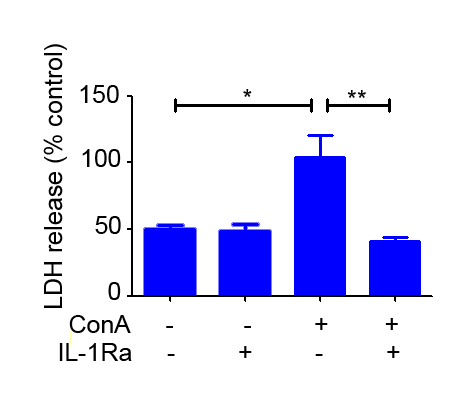 LDH release (% control)
150
* **
100
50
0
ConA - - + +
IL-1Ra - + - +